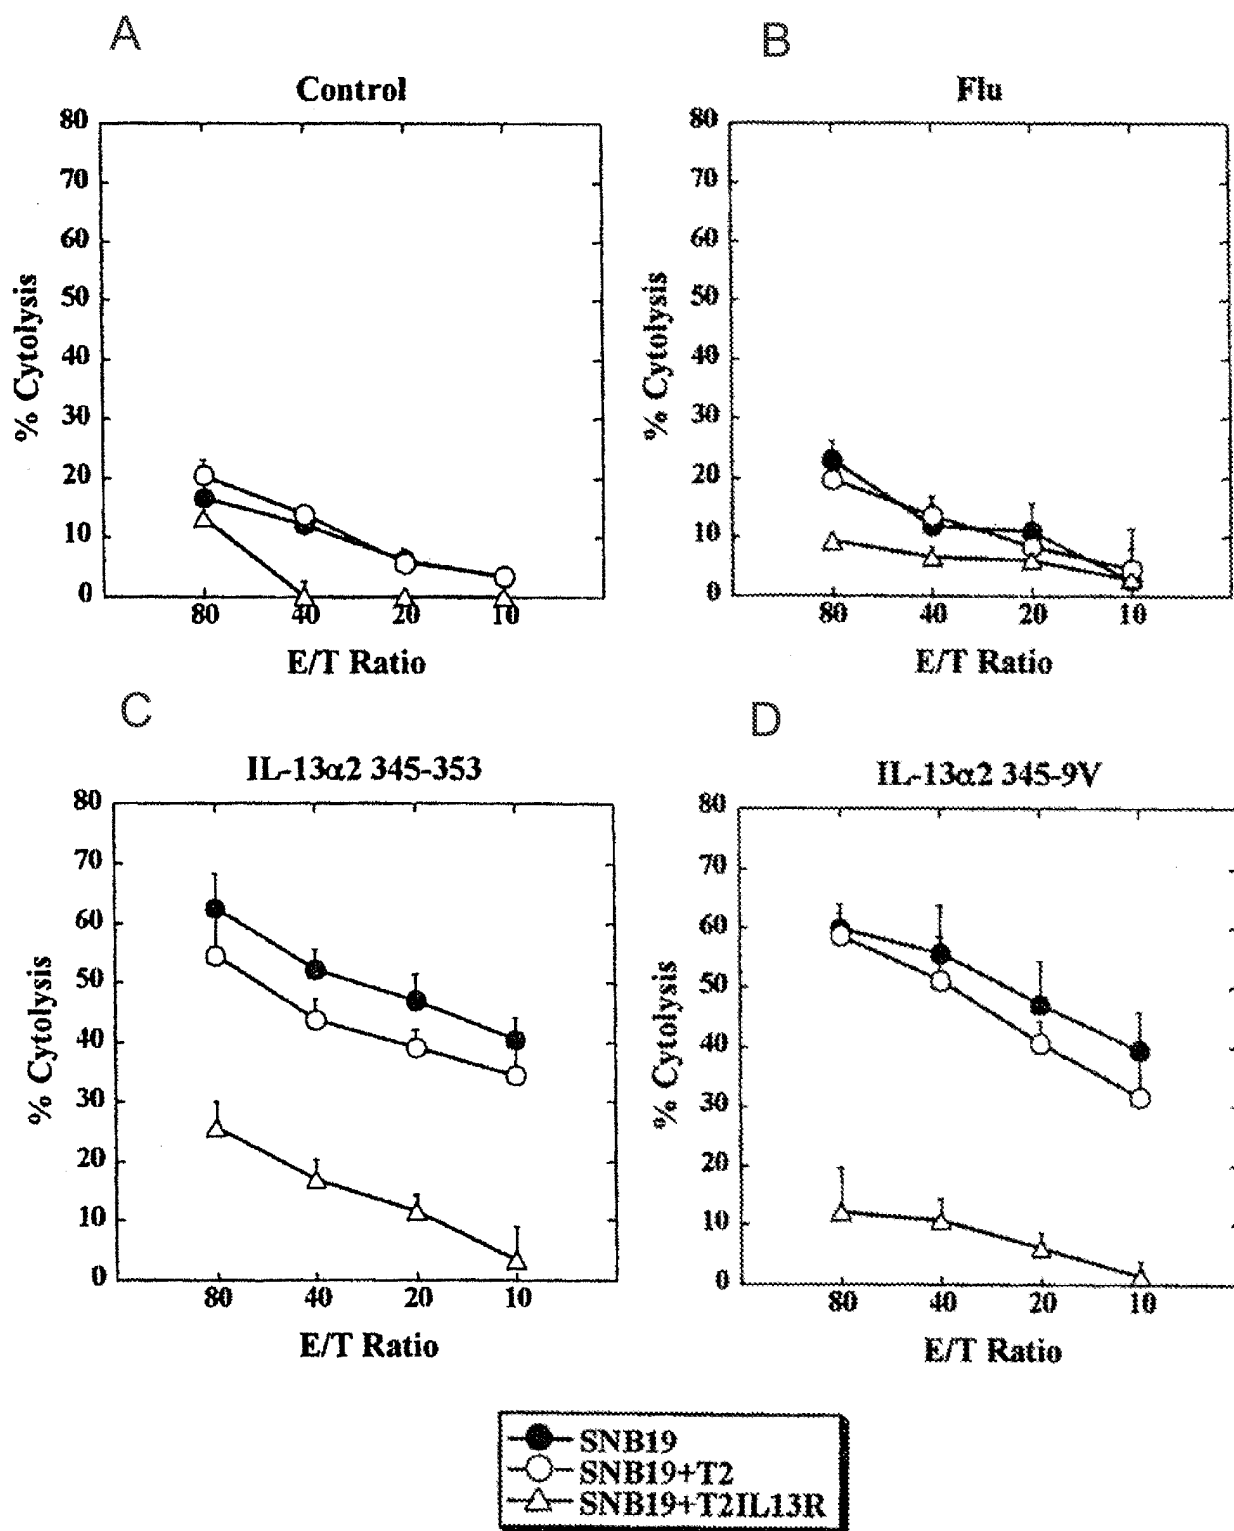 A
Control
80
70
60
50
40
30
20
10
0
% Cytolysis
80 40 20 10
E/T Ratio
B
Flu
80
70
60
50
40
30
20
10
0
% Cytolysis
80 40 20 10
E/T Ratio
C
IL-13α2 345-353
80
70
60
50
40
30
20
10
0
% Cytolysis
80 40 20 10
E/T Ratio
D
IL-13α2 345-9V
80
70
60
50
40
30
20
10
0
% Cytolysis
80 40 20 10
E/T Ratio
SNB19
SNB19+T2
SNB19+T2IL13R